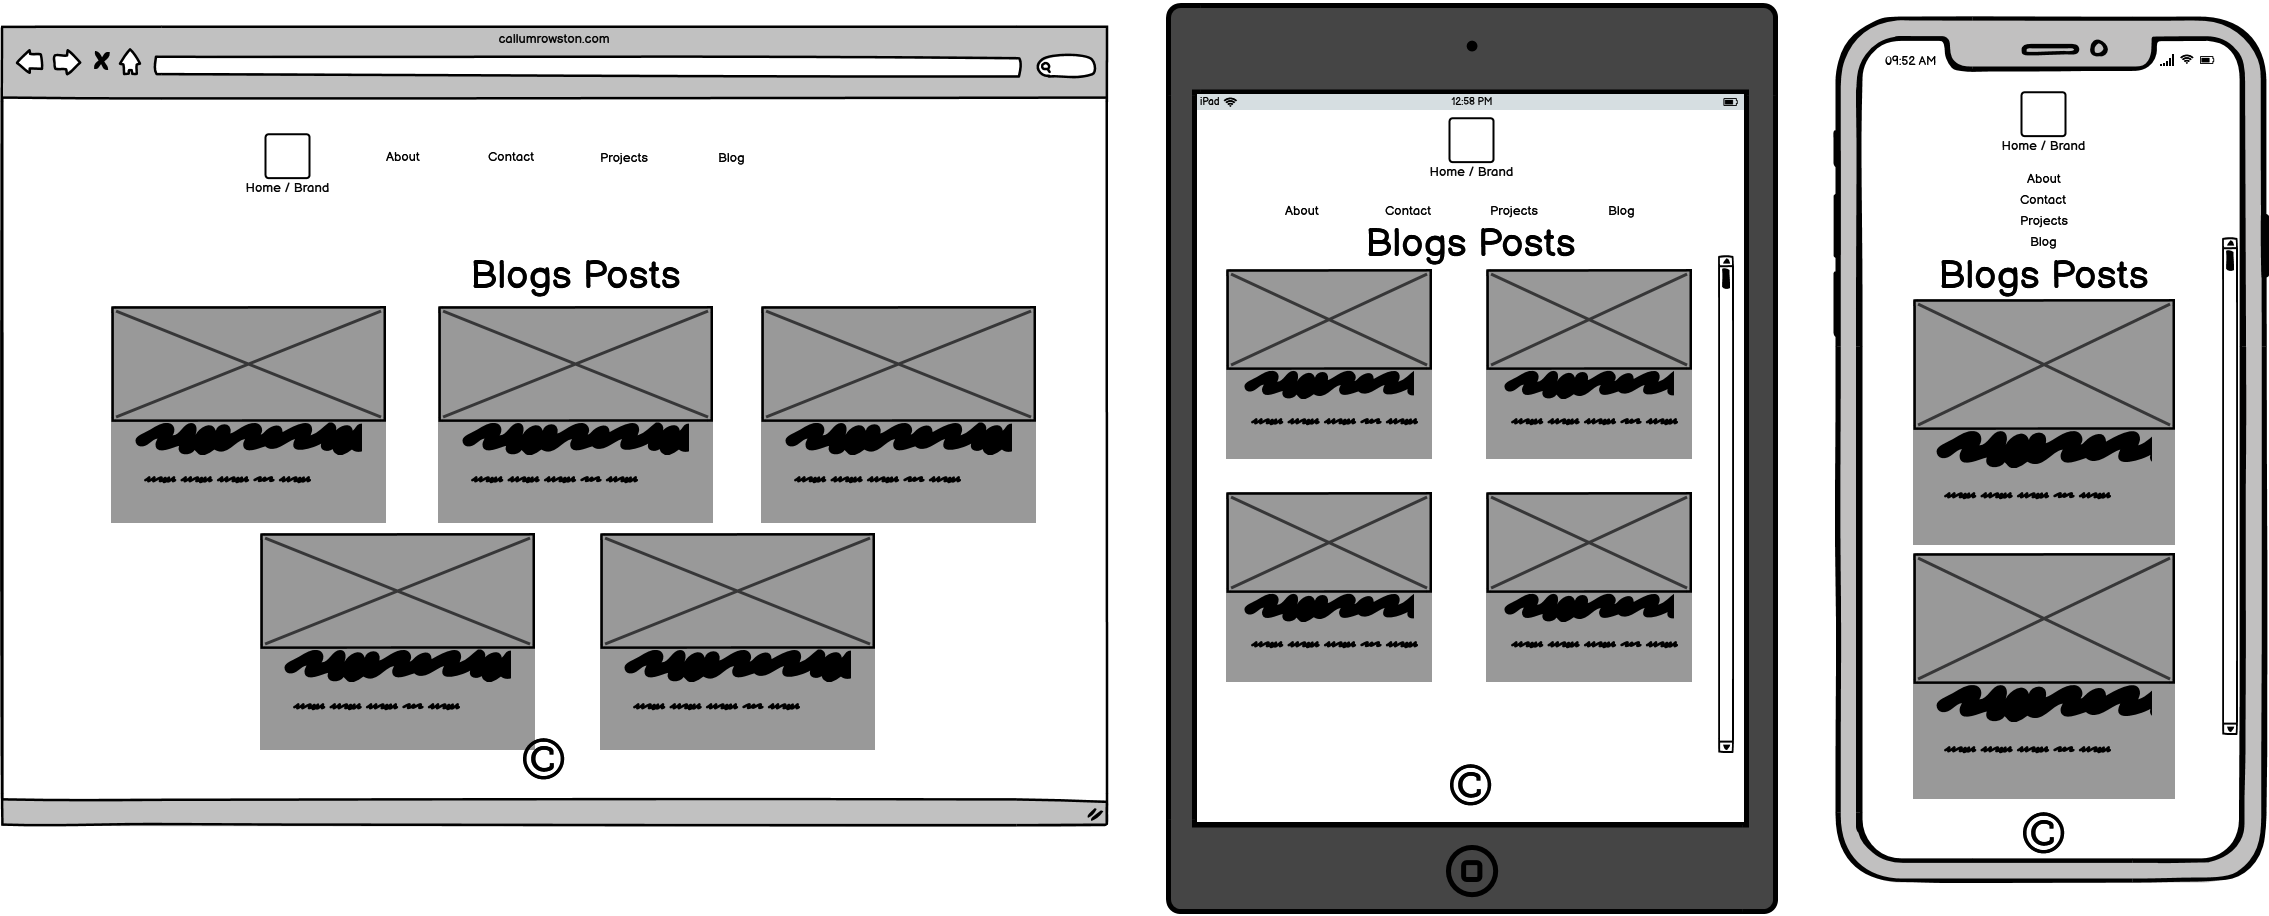 callumrowston.com
About
Contact
Projects
Blog
Home / Brand
Blogs Posts
©
iPad
12:58 PM
Home / Brand
About
Contact
Projects
Blog
Blogs Posts
©
09:52 AM
Home / Brand
About
Contact
Projects
Blog
Blogs Posts
©